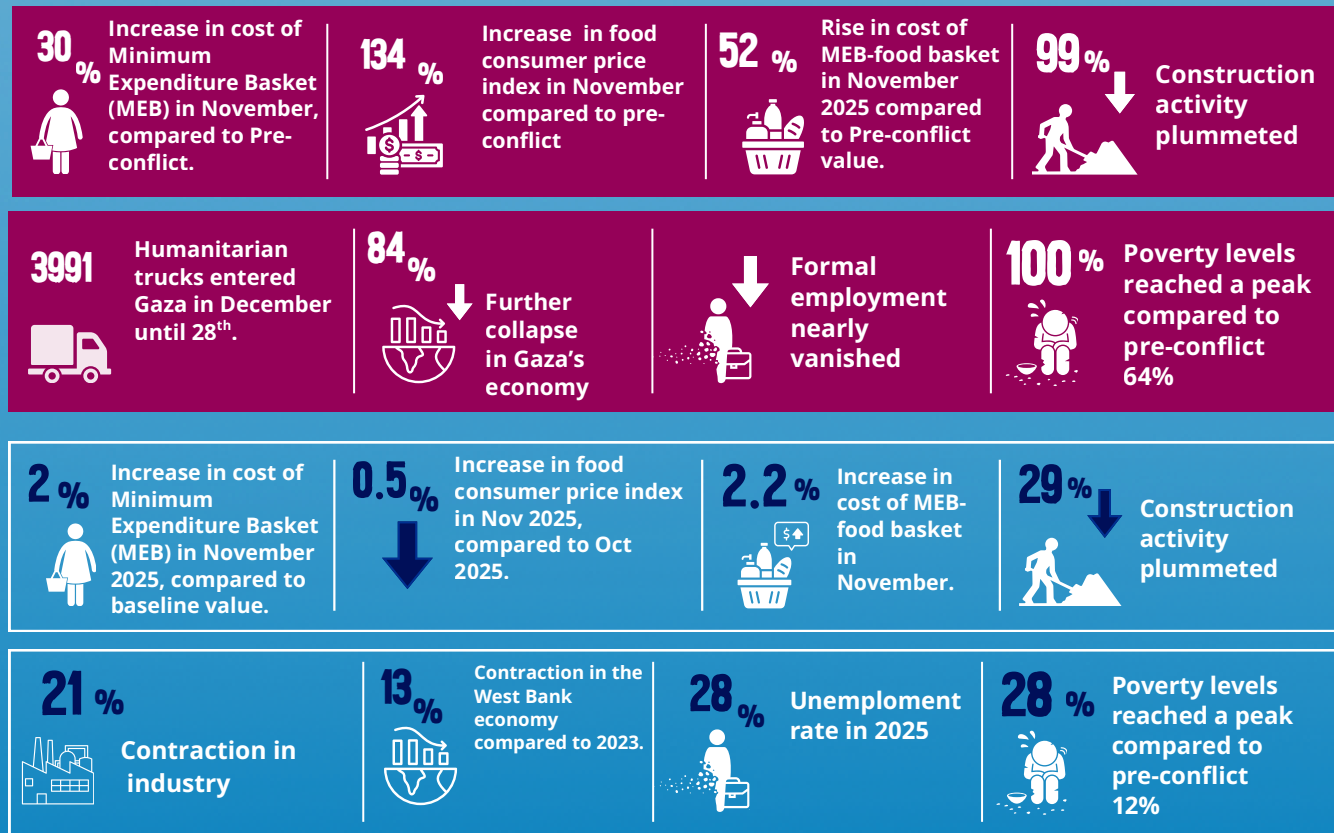 30 %
Increase in cost of
Minimum
Expenditure Basket
(MEB) in November,
compared to Pre-
conflict.
134 %
Increase in food
consumer price
index in November
compared to pre-
conflict
52 %
Rise in cost of
MEB-food basket
in November
2025 compared
to Pre-conflict
value.
99%
Construction
activity
plummeted
3991
Humanitarian
trucks entered
Gaza in December
until 28th.
84%
Further
collapse
in Gaza's
economy
Formal
employment
nearly
vanished
100 %
Poverty levels
reached a peak
compared to
pre-conflict
64%
2 %
Increase in cost of
Minimum
Expenditure Basket
(MEB) in November
2025, compared to
baseline value.
0.5%
Increase in food
consumer price index
in Nov 2025,
compared to Oct
2025.
2.2 %
Increase in
cost of MEB-
food basket
in
November.
$
29%
Construction
activity
plummeted
21 %
Contraction in
industry
13%
Contraction in the
West Bank
economy
compared to 2023.
28 %
Unemploment
rate in 2025
28 %
Poverty levels
reached a peak
compared to
pre-conflict
12%